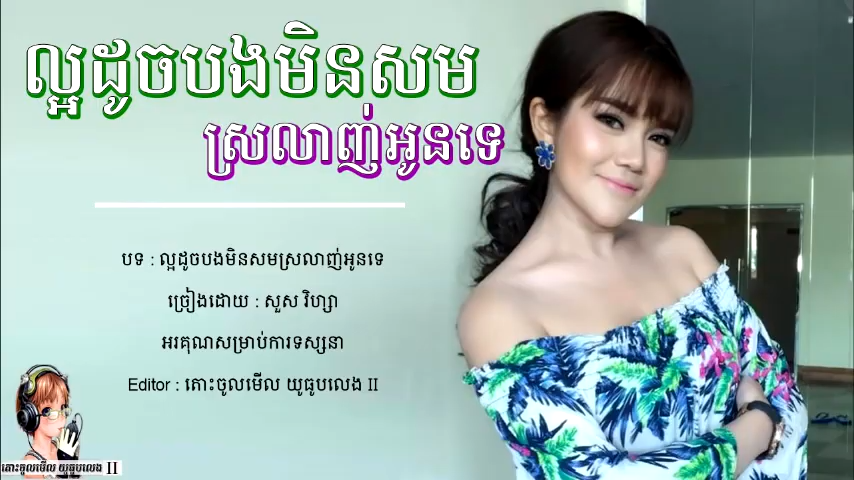 ល្អដូចបងមិនសម
ស្រលាញ់អូនទេ
បទ : ល្អដូចបងមិនសមស្រលាញ់អូនទេ
ច្រៀងដោយ : សួស វិហ្សា
អរគុណសម្រាប់ការទស្សនា
Editor : តោះចូលមើល យូធូបលេង II
តោះចូលមើល យូធូបលេង II